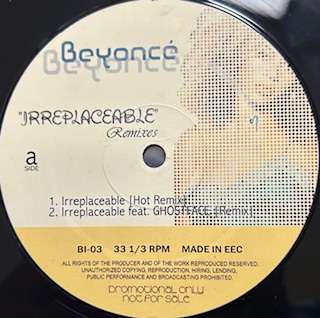 Beyoncé
Beyoncé
"IRREPLACEABLE"
Remixes
a
SIDE
1. Irreplaceable [Hot Remix]
2. Irreplaceable feat. GHOSTFACE [Remix]
BI-03 33 1/3 RPM MADE IN EEC
ALL RIGHTS OF THE PRODUCER AND OF THE WORK REPRODUCED RESERVED.
UNAUTHORIZED COPYING, REPRODUCTION, HIRING, LENDING,
PUBLIC PERFORMANCE AND BROADCASTING PROHIBITED.
promotional only
not for sale